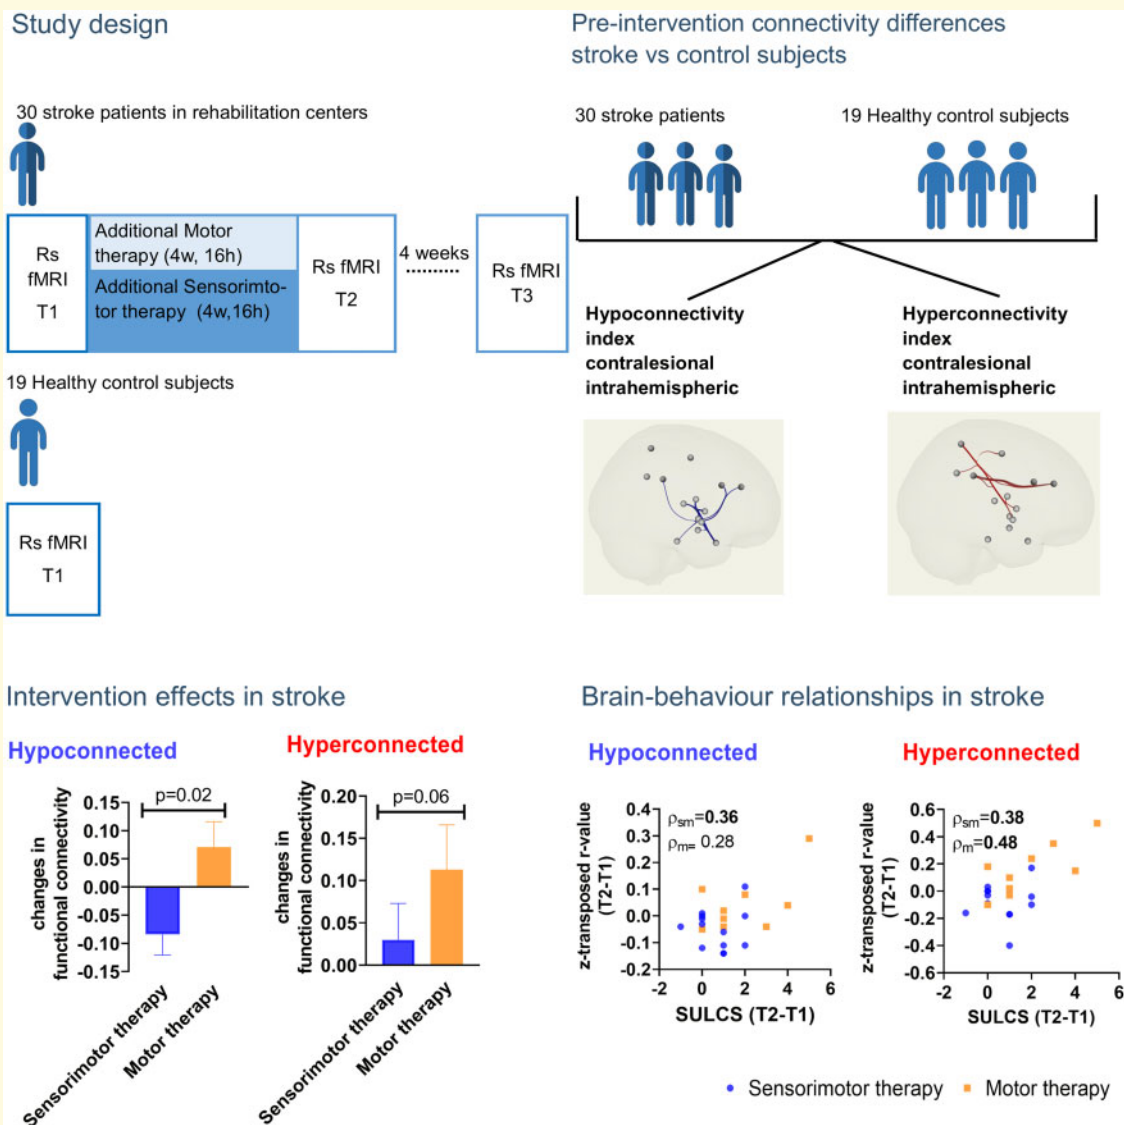 Study design
30 stroke patients in rehabilitation centers
Rs
fMRI
T1
Additional Motor
therapy (4w, 16h)
Additional Sensorimto-
tor therapy (4w,16h)
Rs fMRI
T2
4 weeks
Rs fMRI
T3
19 Healthy control subjects
Rs fMRI
T1
Pre-intervention connectivity differences
stroke vs control subjects
30 stroke patients
19 Healthy control subjects
Hypoconnectivity
index
contralesional
intrahemispheric
Hyperconnectivity
index
contralesional
intrahemispheric
Intervention effects in stroke
Hypoconnected
changes in
functional connectivity
0.15
0.10
0.05
0.00
-0.05
-0.10
-0.15
p=0.02
Sensorimotor therapy
Motor therapy
Hyperconnected
changes in
functional connectivity
0.20
0.15
0.10
0.05
0.00
p=0.06
Sensorimotor therapy
Motor therapy
Brain-behaviour relationships in stroke
Hypoconnected
z-transposed r-value
(T2-T1)
0.4
0.3
0.2
0.1
0.0
-0.1
-0.2
ρsm=0.36
ρm= 0.28
-2 0 2 4 6
SULCS (T2-T1)
Hyperconnected
z-transposed r-value
(T2-T1)
0.6
0.4
0.2
0.0
-0.2
-0.4
-0.6
ρsm=0.38
ρm=0.48
-2 0 2 4 6
SULCS (T2-T1)
Sensorimotor therapy
Motor therapy